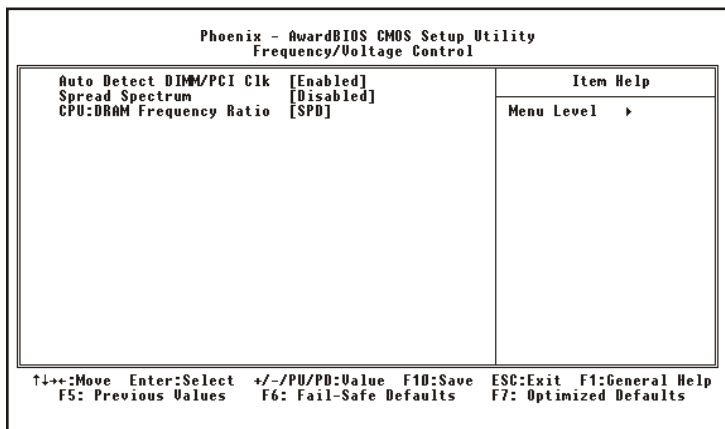 Phoenix - AwardBIOS CMOS Setup Utility
Frequency/Voltage Control
Auto Detect DIMM/PCI Clk [Enabled]
Spread Spectrum [Disabled]
CPU:DRAM Frequency Ratio [SPD]
Item Help
Menu Level ▸
↑↓→←:Move Enter:Select +/-/PU/PD:Value F10:Save ESC:Exit F1:General Help
F5: Previous Values F6: Fail-Safe Defaults F7: Optimized Defaults